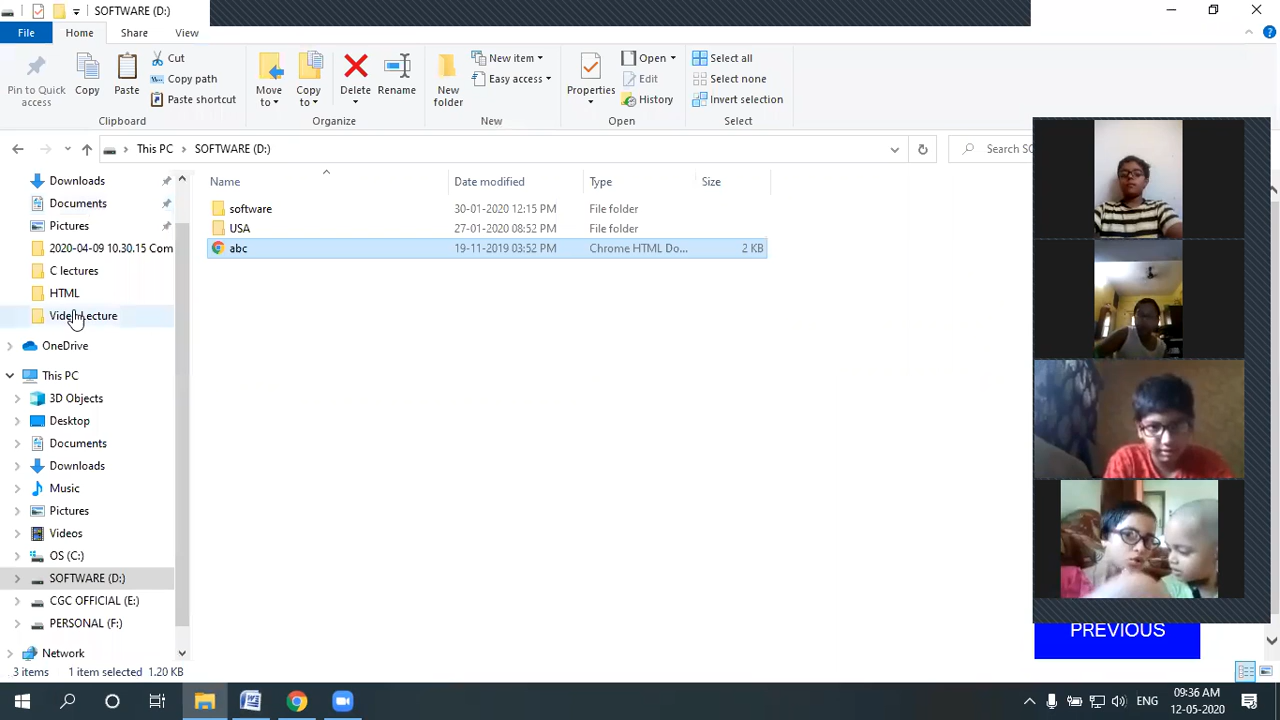 SOFTWARE (D:)
File Home Share View
Pin to Quick access
Copy
Paste
Cut
Copy path
Paste shortcut
Clipboard
Move to
Copy to
Delete
Rename
Organize
New folder
New item
Easy access
New
Properties
Open
Edit
History
Open
Select all
Select none
Invert selection
Select
This PC SOFTWARE (D:)
Search SO
Name Date modified Type Size
software 30-01-2020 12:15 PM File folder
USA 27-01-2020 08:52 PM File folder
abc 19-11-2019 03:52 PM Chrome HTML Do... 2 KB
Downloads
Documents
Pictures
2020-04-09 10.30.15 Com
C lectures
HTML
OneDrive
This PC
3D Objects
Desktop
Documents
Downloads
Music
Pictures
Videos
OS (C:)
SOFTWARE (D:)
CGC OFFICIAL (E:)
PERSONAL (F:)
Network
PREVIOUS
3 items 1 item selected 1.20 KB
ENG
09:36 AM
12-05-2020